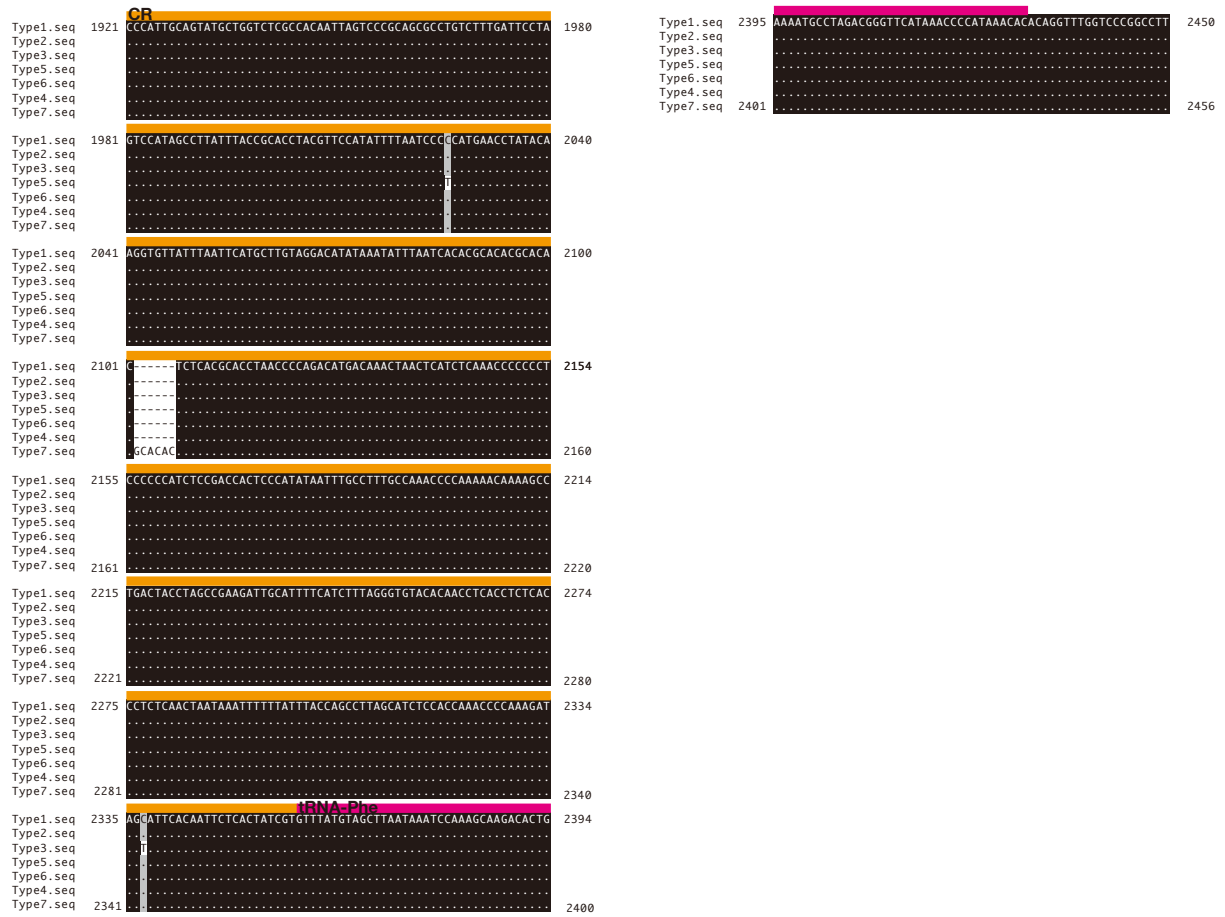 CR
Type1.seq 1921 CCCATTGCAGTATGCTGGTCTCGCCACAATTAGTCCCGCAGCGCCTGTCTTTGATTCCTA 1980
Type2.seq ............................................................
Type3.seq ............................................................
Type5.seq ............................................................
Type6.seq ............................................................
Type4.seq ............................................................
Type7.seq ............................................................
Type1.seq 1981 GTCCATAGCCTTATTTACCGCACCTACGTTCCATATTTTAATCCCCCATGAACCTATACA 2040
Type2.seq ............................................................
Type3.seq ............................................................
Type5.seq .............................................T..............
Type6.seq ............................................................
Type4.seq ............................................................
Type7.seq ............................................................
Type1.seq 2041 AGGTGTTATTTAATTCATGCTTGTAGGACATATAAATATTTAATCACACGCACACGCACA 2100
Type2.seq ............................................................
Type3.seq ............................................................
Type5.seq ............................................................
Type6.seq ............................................................
Type4.seq ............................................................
Type7.seq ............................................................
Type1.seq 2101 C------TCTCACGCACCTAACCCCAGACATGACAAACTAACTCATCTCAAACCCCCCCT 2154
Type2.seq .------.....................................................
Type3.seq .------.....................................................
Type5.seq .------.....................................................
Type6.seq .------.....................................................
Type4.seq .------.....................................................
Type7.seq .GCACAC..................................................... 2160
Type1.seq 2155 CCCCCCATCTCCGACCACTCCCATATAATTTGCCTTTGCCAAACCCCAAAAACAAAAGCC 2214
Type2.seq ............................................................
Type3.seq ............................................................
Type5.seq ............................................................
Type6.seq ............................................................
Type4.seq ............................................................
Type7.seq 2161 ............................................................ 2220
Type1.seq 2215 TGACTACCTAGCCGAAGATTGCATTTTCATCTTTAGGGTGTACACAACCTCACCTCTCAC 2274
Type2.seq ............................................................
Type3.seq ............................................................
Type5.seq ............................................................
Type6.seq ............................................................
Type4.seq ............................................................
Type7.seq 2221 ............................................................ 2280
Type1.seq 2275 CCTCTCAACTAATAAATTTTTTATTTACCAGCCTTAGCATCTCCACCAAACCCCAAAGAT 2334
Type2.seq ............................................................
Type3.seq ............................................................
Type5.seq ............................................................
Type6.seq ............................................................
Type4.seq ............................................................
Type7.seq 2281 ............................................................ 2340
tRNA-Phe
Type1.seq 2335 AGCATTCACAATTCTCACTATCGTGTTTATGTAGCTTAATAAATCCAAAGCAAGACACTG 2394
Type2.seq ............................................................
Type3.seq ..T.........................................................
Type5.seq ............................................................
Type6.seq ............................................................
Type4.seq ............................................................
Type7.seq 2341 ............................................................ 2400
Type1.seq 2395 AAAATGCCTAGACGGGTTCATAAACCCCATAAACACACAGGTTTGGTCCCGGCCTT 2450
Type2.seq ........................................................
Type3.seq ........................................................
Type5.seq ........................................................
Type6.seq ........................................................
Type4.seq ........................................................
Type7.seq 2401 ........................................................ 2456